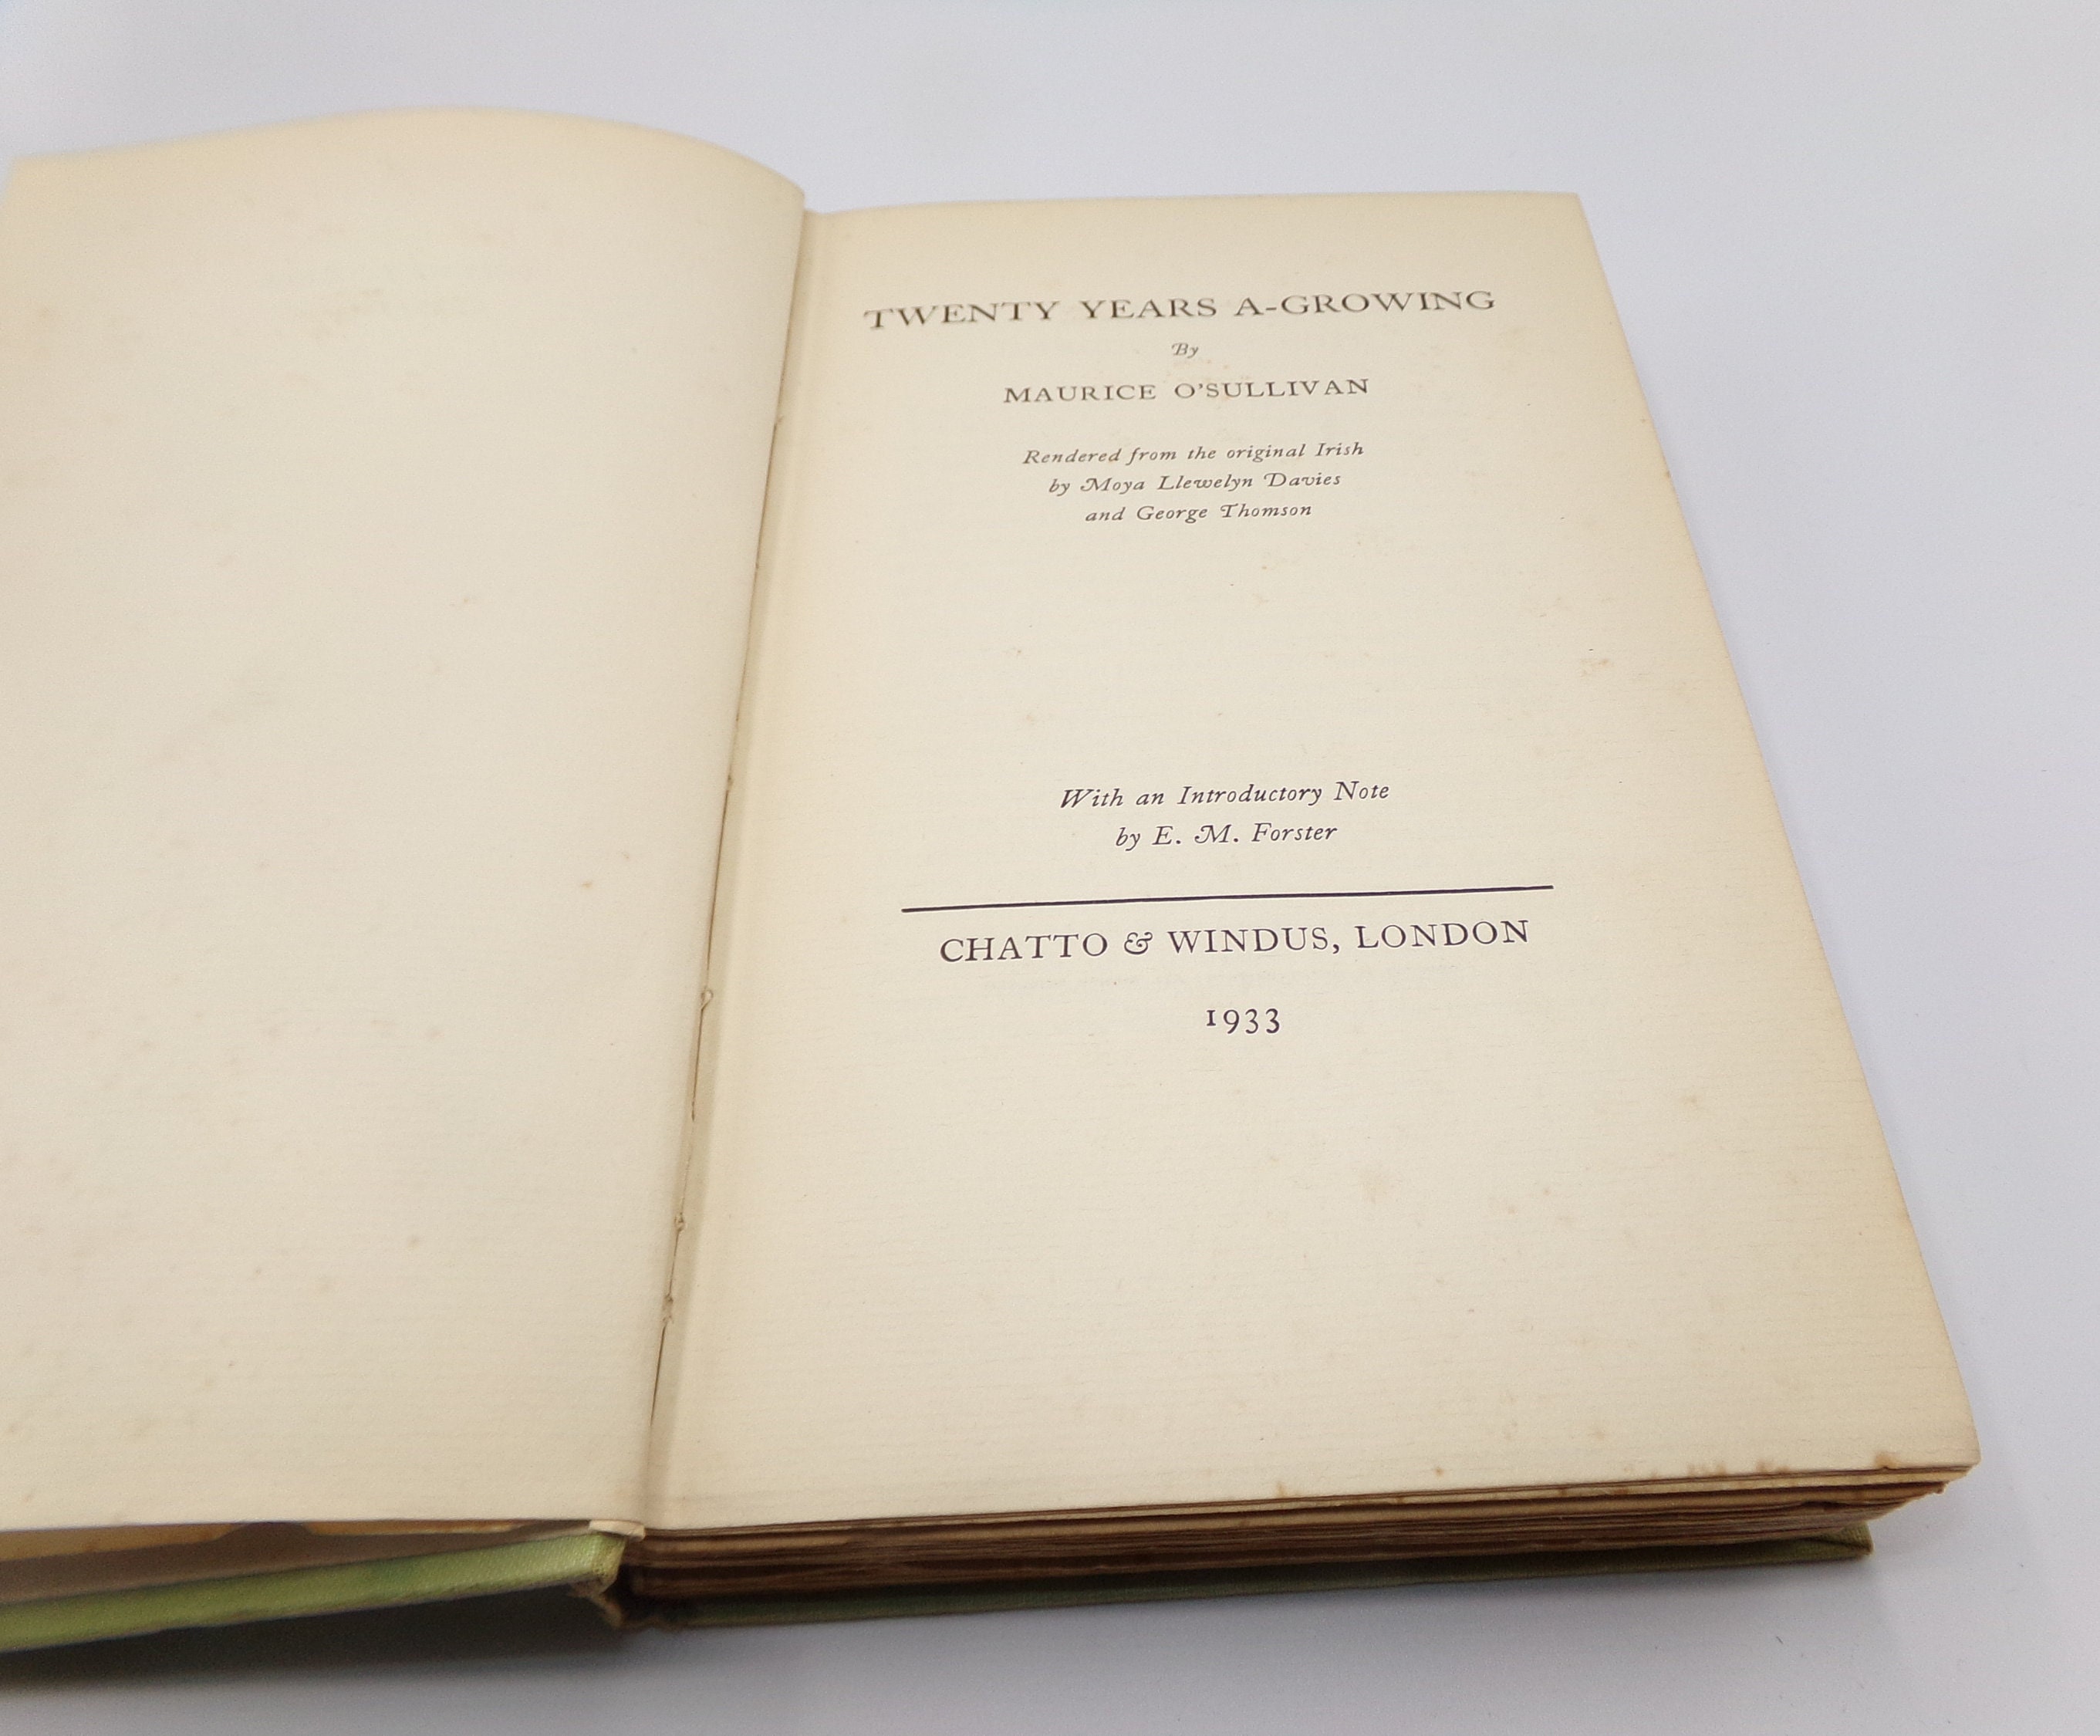 TWENTY YEARS A-GROWING
By
MAURICE O'SULLIVAN
Rendered from the original Irish
by Moya Llewelyn Davies
and George Thomson
With an Introductory Note
by E. M. Forster
CHATTO & WINDUS, LONDON
1933